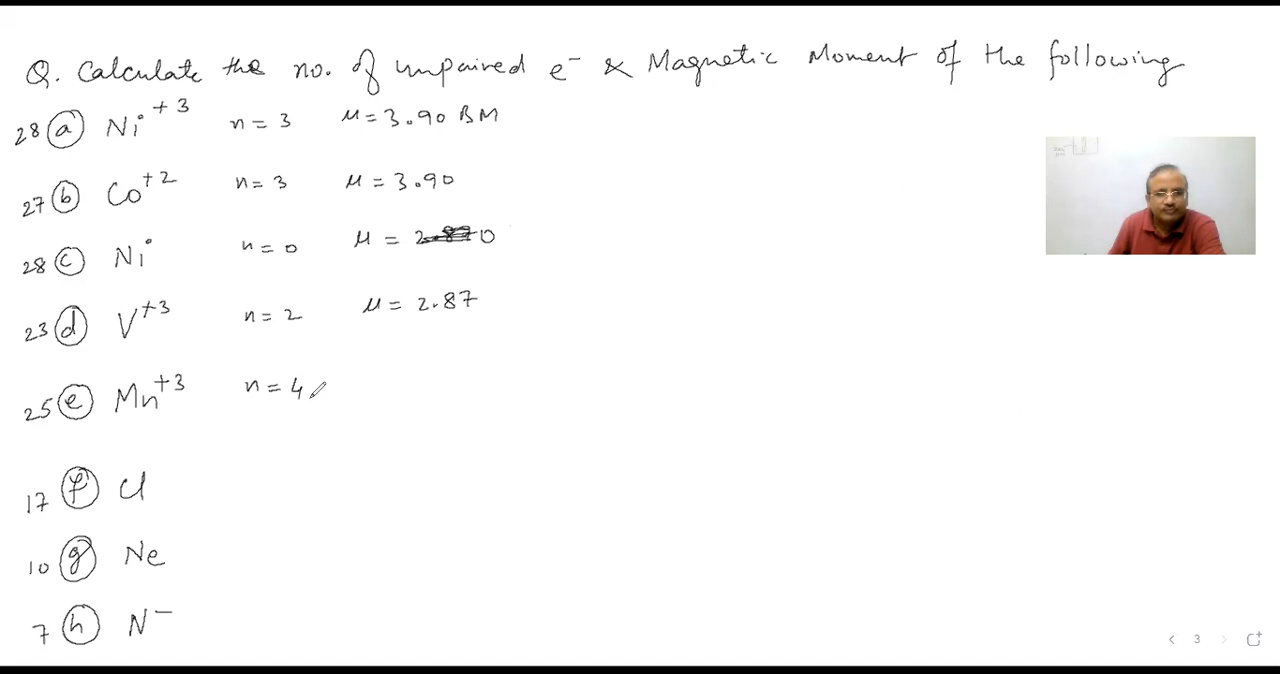 Q. Calculate the no. of unpaired e⁻ & Magnetic Moment of the following
28 (a) Ni⁺³ n = 3 μ = 3.90 BM
27 (b) Co⁺² n = 3 μ = 3.90
28 (c) Ni° n = 0 μ = 0
23 (d) V⁺³ n = 2 μ = 2.87
25 (e) Mn⁺³ n = 4
17 (f) Cl
10 (g) Ne
7 (h) N⁻
< 3 >